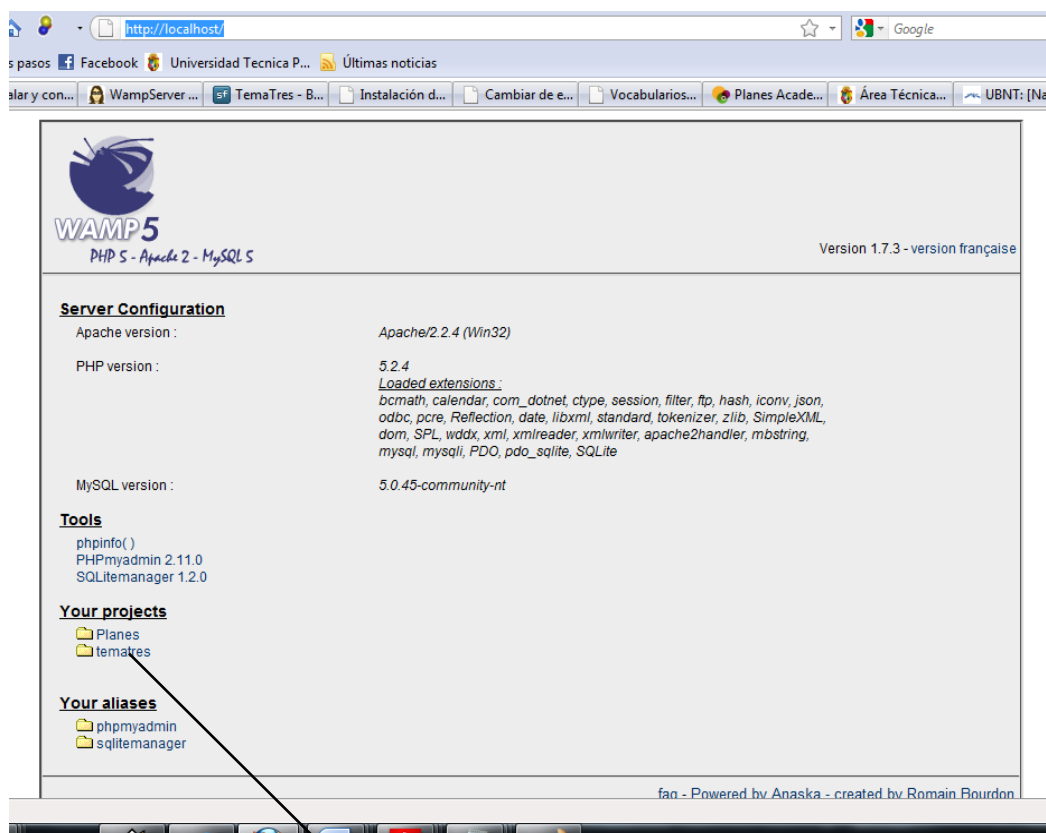 http://localhost/
Google
s pasos Facebook Universidad Tecnica P... Últimas noticias
alar y con... WampServer ... TemaTres - B... Instalación d... Cambiar de e... Vocabularios... Planes Acade... Área Técnica... UBNT: [Na
WAMP5
PHP 5 - Apache 2 - MySQL 5
Version 1.7.3 - version française
Server Configuration
Apache version : Apache/2.2.4 (Win32)
PHP version : 5.2.4
Loaded extensions :
bcmath, calendar, com_dotnet, ctype, session, filter, ftp, hash, iconv, json,
odbc, pcre, Reflection, date, libxml, standard, tokenizer, zlib, SimpleXML,
dom, SPL, wddx, xml, xmlreader, xmlwriter, apache2handler, mbstring,
mysql, mysqli, PDO, pdo_sqlite, SQLite
MySQL version : 5.0.45-community-nt
Tools
phpinfo( )
PHPmyadmin 2.11.0
SQLitemanager 1.2.0
Your projects
Planes
tematres
Your aliases
phpmyadmin
sqlitemanager
faq - Powered by Anaska - created by Romain Bourdon